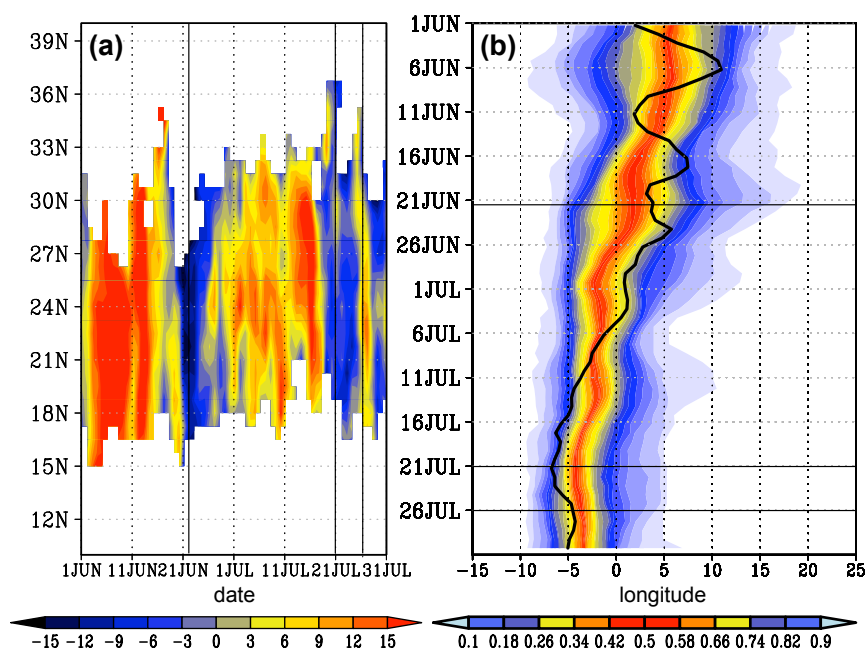 (a)
39N
36N
33N
30N
27N
24N
21N
18N
15N
12N
1JUN 11JUN 21JUN 1JUL 11JUL 21JUL 31JUL
date
-15 -12 -9 -6 -3 0 3 6 9 12 15
(b)
1JUN
6JUN
11JUN
16JUN
21JUN
26JUN
1JUL
6JUL
11JUL
16JUL
21JUL
26JUL
-15 -10 -5 0 5 10 15 20 25
longitude
0.1 0.18 0.26 0.34 0.42 0.5 0.58 0.66 0.74 0.82 0.9